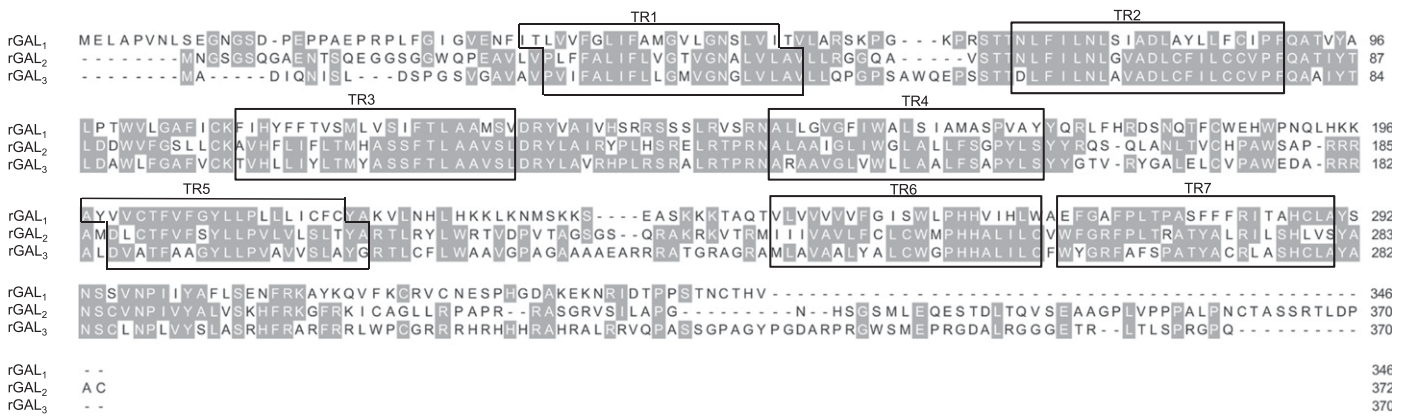 TR1 TR2
rGAL1 MELAPVNLSEGNGSD-PEPPAEPRPLFGIGVENFITLVVFGLIFAMGVLGNSLVITVLARSKPG---KPRSTTNLFILNLSIADLAYLLFCIPFQATVYA 96
rGAL2 --------MNGSGSQGAENTSQEGGSGGWQPEAVLVPLFFALIFLVGTVGNALVLAVLLRGGQA----VSTTNLFILNLGVADLCFILCCVPFQATIYT 87
rGAL3 --------MA----DIQNISL---DSPGSVGAVAVPVIFALIFLLGMVGNGLVLAVLLQPGPSAWQEPSSTTDLFILNLAVADLCFILCCVPFQAAIYT 84
TR3 TR4
rGAL1 LPTWVLGAFICKFIHYFFTVSMLVSIFTLAAMSVDRYVAIVHSRRSSSLRVSRNALLGVGFIWALSIAMASPVAYYQRLFHRDSNQTFCWEHWPNQLHKK 196
rGAL2 LDDWVFGSLLCKAVHFLIFLTMHASSFTLAAVSLDRYLAIRYPLHSRELRTPRNALAAIGLIWGLALLFSGPYLSYYRQS-QLANLTVCHPAWSAP-RRR 185
rGAL3 LDAWLFGAFVCKTVHLLIYLTMYASSFTLAAVSLDRYLAVRHPLRSRALRTPRNARAAVGLVWLLAALFSAPYLSYYGTV-RYGALELCVPAWEDA-RRR 182
TR5 TR6 TR7
rGAL1 AYVVCTFVFGYLLPLLLICFCYAKVLNHLHKKLKNMSKKS----EASKKKTAQTVLVVVVVFGISWLPHHVIHLWAEFGAFPLTPASFFFRITAHCLAYS 292
rGAL2 AMDLCTFVFSYLLPVLVLSLTYARTLRYLWRTVDPVTAGSGS--QRAKRKVTRMIIIVAVLFCLCWMPHHALILCVWFGRFPLTRATYALRILSHLVSYA 283
rGAL3 ALDVATFAAGYLLPVAVVSLAYGRTLCFLWAAVGPAGAAAAEARRRATGRAGRAMLAVAALYALCWGPHHALILCFWYGRFAFSPATYACRLASHCLAYA 282
rGAL1 NSSVNPIIYAFLSENFRKAYKQVFKCRVCNESPHGDAKEKNRIDTPPSTNCTHV---------------------------------------------- 346
rGAL2 NSCVNPIVYALVSKHFRKGFRKICAGLLRPAPR--RASGRVSILAPG---------N--HSGSMLEQESTDLTQVSEAAGPLVPPPALPNCTASSRTLDP 370
rGAL3 NSCLNPLVYSLASRHFRARFRRLWPCGRRRHRHHHRAHRALRRVQPASSGPAGYPGDARPRGWSMEPRGDALRGGGETR--LTLSPRGPQ---------- 370
rGAL1 -- 346
rGAL2 AC 372
rGAL3 -- 370